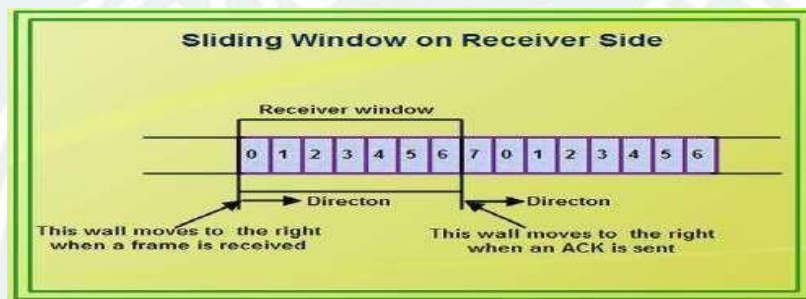 Sliding Window on Receiver Side
Receiver window
0 1 2 3 4 5 6 7 0 1 2 3 4 5 6
Directon Directon
This wall moves to the right
when a frame is received
This wall moves to the right
when an ACK is sent